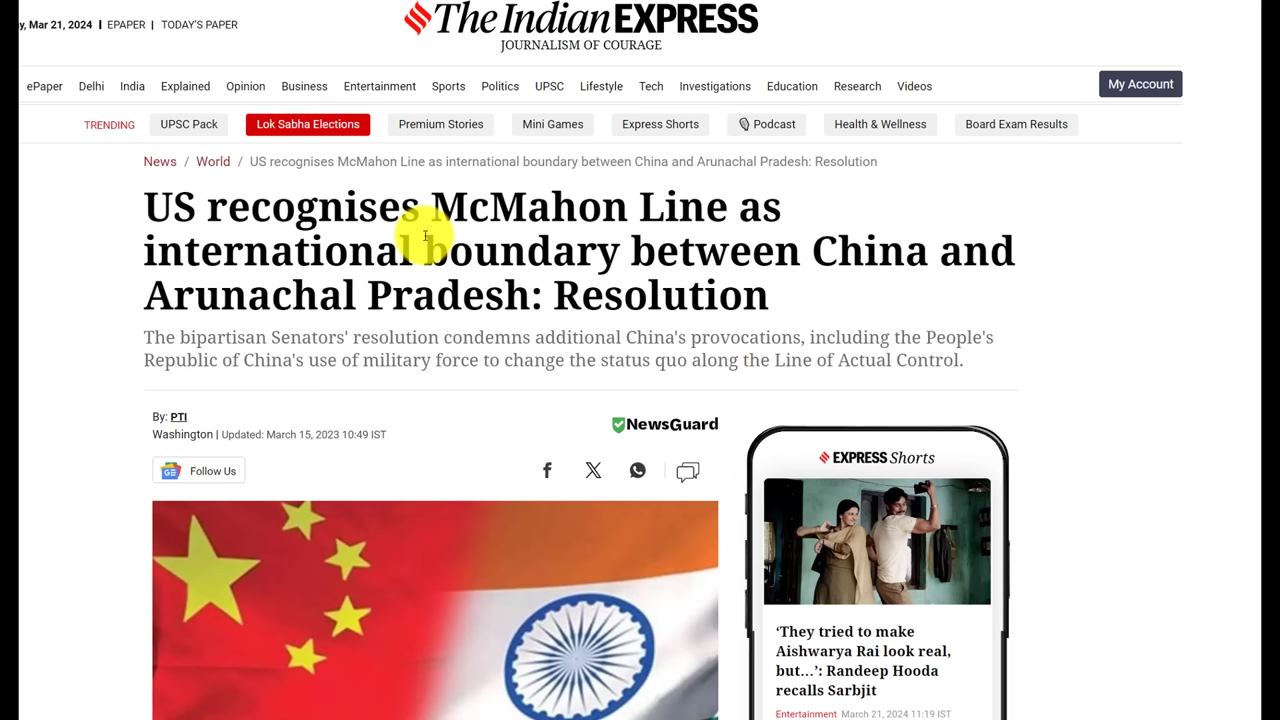 y, Mar 21, 2024 | EPAPER | TODAY'S PAPER
The Indian EXPRESS
JOURNALISM OF COURAGE
ePaper Delhi India Explained Opinion Business Entertainment Sports Politics UPSC Lifestyle Tech Investigations Education Research Videos My Account
TRENDING UPSC Pack Lok Sabha Elections Premium Stories Mini Games Express Shorts Podcast Health & Wellness Board Exam Results
News / World / US recognises McMahon Line as international boundary between China and Arunachal Pradesh: Resolution
US recognises McMahon Line as
international boundary between China and
Arunachal Pradesh: Resolution
The bipartisan Senators' resolution condemns additional China's provocations, including the People's
Republic of China's use of military force to change the status quo along the Line of Actual Control.
By: PTI
Washington | Updated: March 15, 2023 10:49 IST
NewsGuard
GE Follow Us
EXPRESS Shorts
‘They tried to make
Aishwarya Rai look real,
but...’: Randeep Hooda
recalls Sarbjit
Entertainment March 21, 2024 11:19 IST